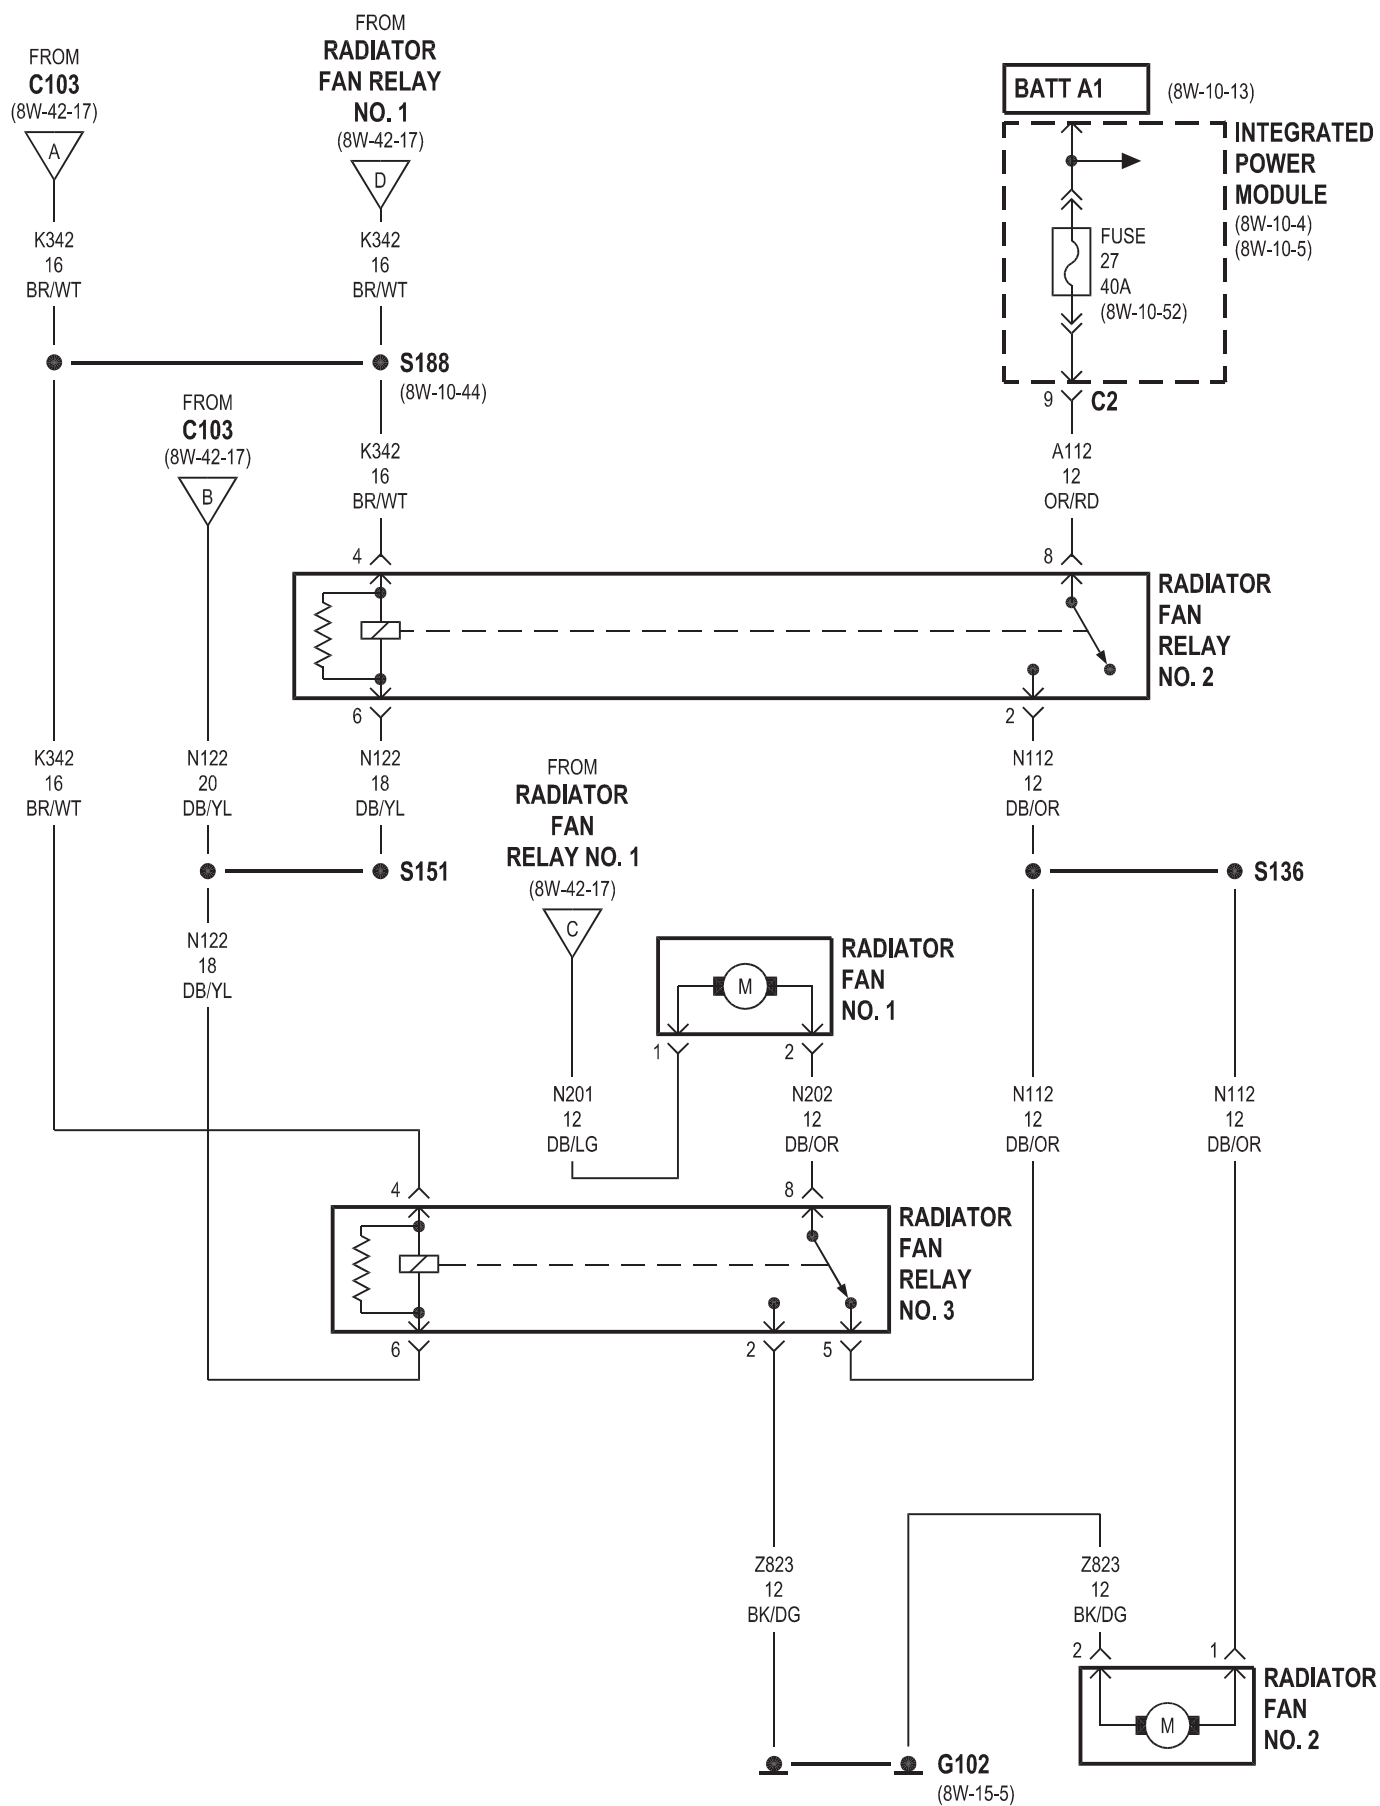 FROM
C103
(8W-42-17)
A
K342
16
BR/WT
FROM
RADIATOR
FAN RELAY
NO. 1
(8W-42-17)
D
K342
16
BR/WT
BATT A1
(8W-10-13)
INTEGRATED
POWER
MODULE
(8W-10-4)
(8W-10-5)
FUSE
27
40A
(8W-10-52)
9
C2
S188
(8W-10-44)
FROM
C103
(8W-42-17)
B
K342
16
BR/WT
A112
12
OR/RD
4
8
RADIATOR
FAN
RELAY
NO. 2
6
2
K342
16
BR/WT
N122
20
DB/YL
N122
18
DB/YL
FROM
RADIATOR
FAN
RELAY NO. 1
(8W-42-17)
C
N112
12
DB/OR
S151
S136
N122
18
DB/YL
M
RADIATOR
FAN
NO. 1
1
2
N201
12
DB/LG
N202
12
DB/OR
N112
12
DB/OR
N112
12
DB/OR
4
8
RADIATOR
FAN
RELAY
NO. 3
6
2
5
Z823
12
BK/DG
Z823
12
BK/DG
2
1
M
RADIATOR
FAN
NO. 2
G102
(8W-15-5)